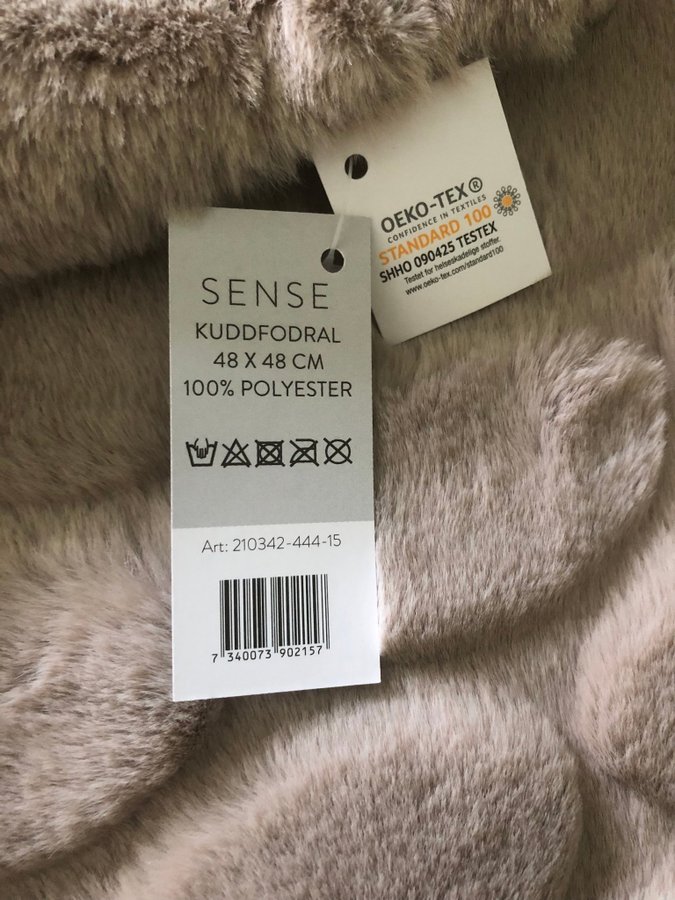 OEKO-TEX®
CONFIDENCE IN TEXTILES
STANDARD 100
SHHO 090425 TESTEX
Testet for helseskadelige stoffer.
www.oeko-tex.com/standard100
SENSE
KUDDFODRAL
48 X 48 CM
100% POLYESTER
Art: 210342-444-15
7 340073 902157